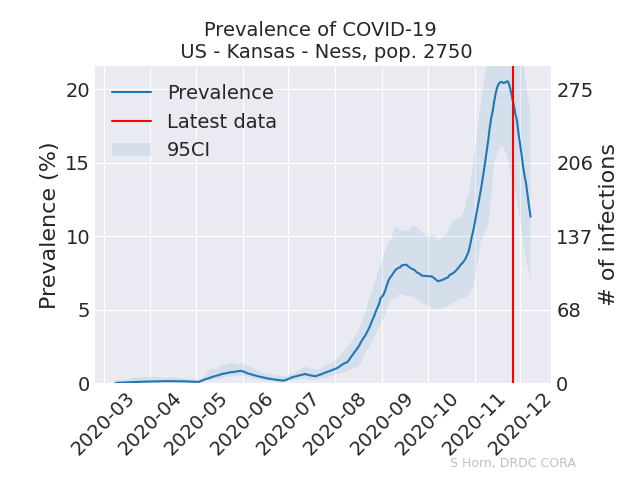 Prevalence of COVID-19
US - Kansas - Ness, pop. 2750
Prevalence
Latest data
95CI
Prevalence (%)
20
15
10
5
0
275
206
137
68
0
# of infections
2020-03
2020-04
2020-05
2020-06
2020-07
2020-08
2020-09
2020-10
2020-11
2020-12
S Horn, DRDC CORA